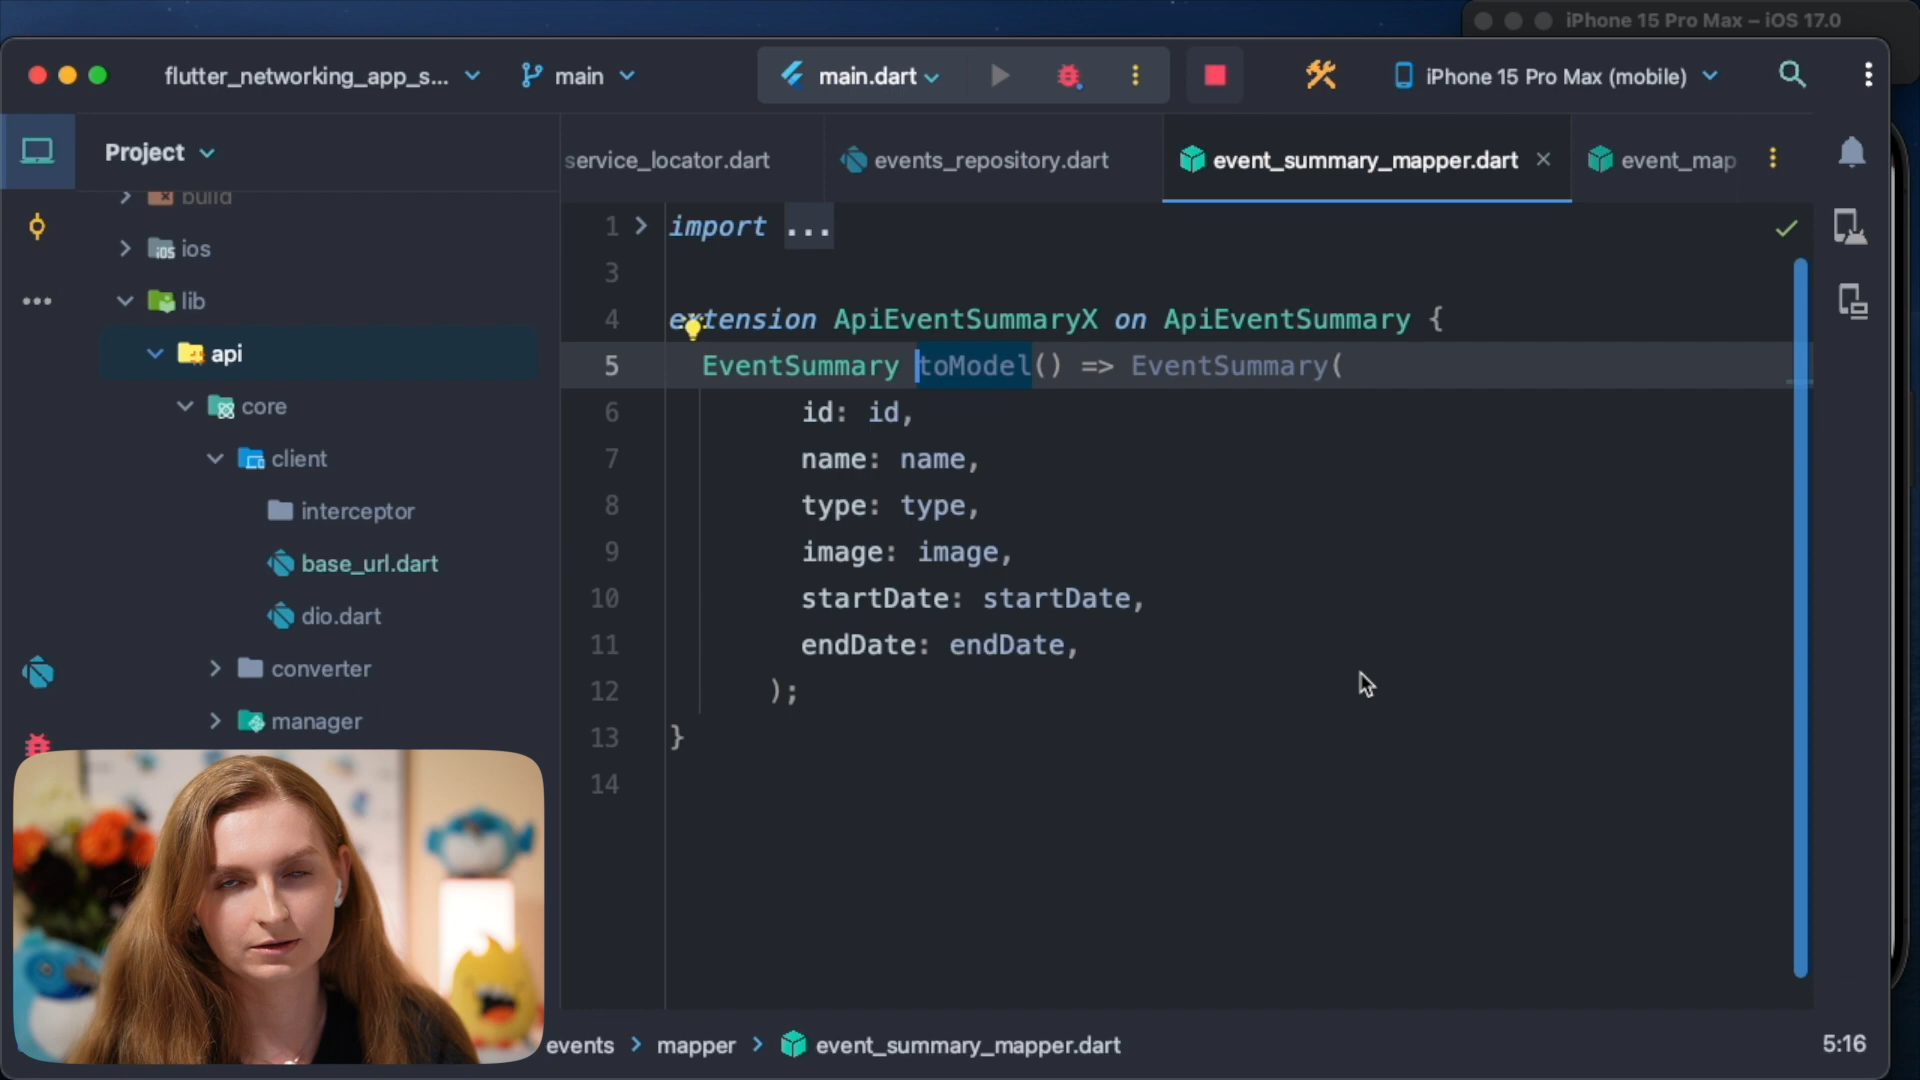 iPhone 15 Pro Max – iOS 17.0
flutter_networking_app_s...
main
main.dart
iPhone 15 Pro Max (mobile)
Project
service_locator.dart
events_repository.dart
event_summary_mapper.dart
event_map
build
ios
lib
api
core
client
interceptor
base_url.dart
dio.dart
converter
manager
1 import ...
3
4 extension ApiEventSummaryX on ApiEventSummary {
5 EventSummary toModel() => EventSummary(
6 id: id,
7 name: name,
8 type: type,
9 image: image,
10 startDate: startDate,
11 endDate: endDate,
12 );
13 }
14
events > mapper > event_summary_mapper.dart
5:16